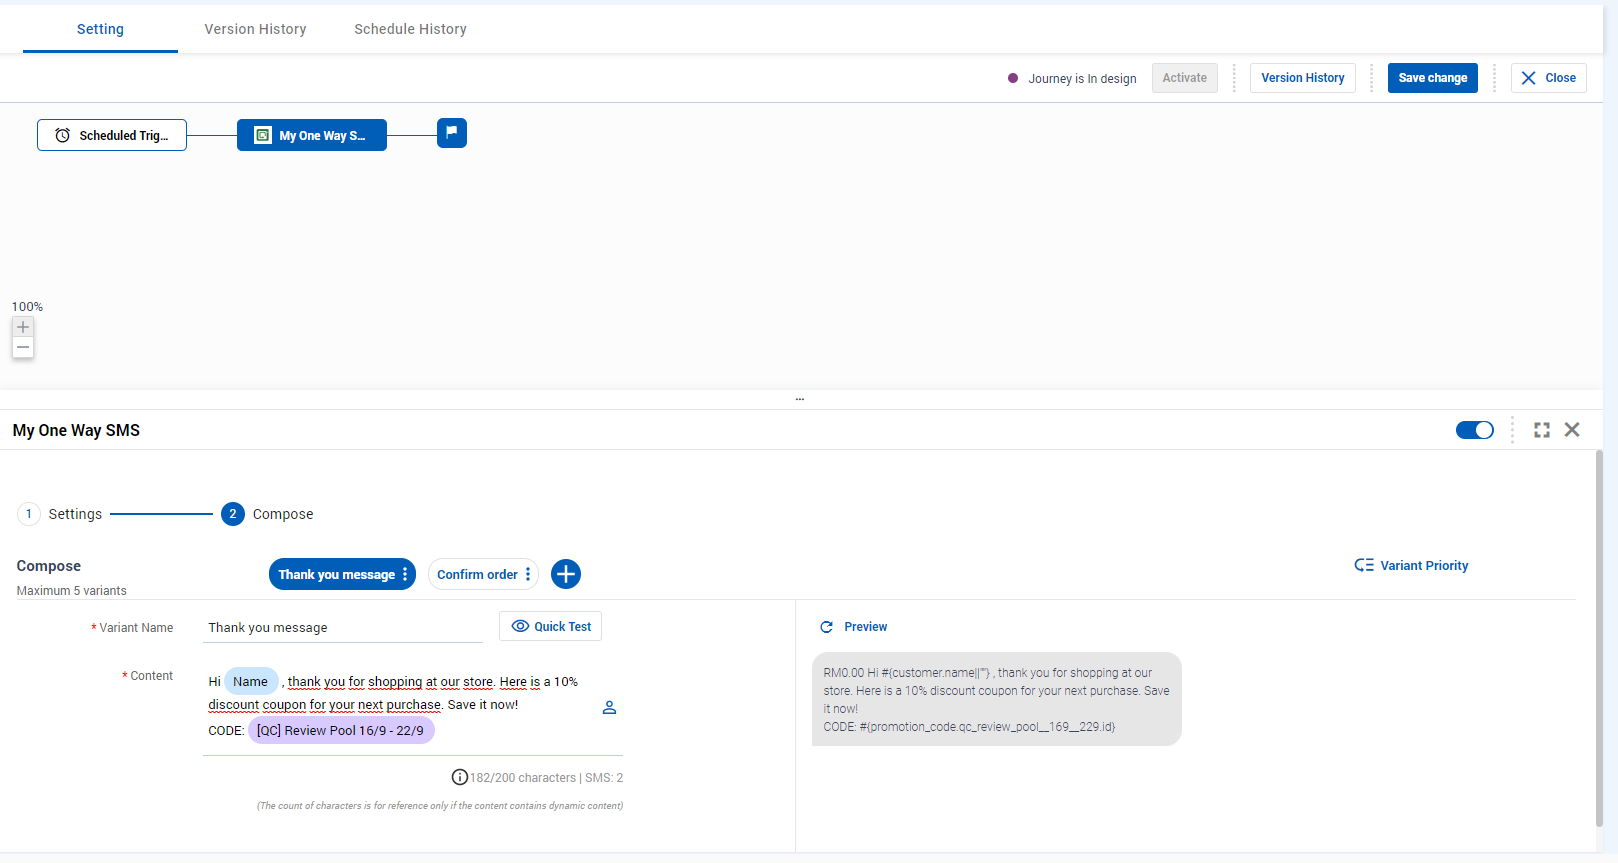 Setting Version History Schedule History
Journey is In design Activate Version History Save change Close
Scheduled Trig... My One Way S...
100%
...
My One Way SMS
1 Settings 2 Compose
Compose Thank you message Confirm order Variant Priority
Maximum 5 variants
* Variant Name Thank you message Quick Test Preview
* Content
Hi Name , thank you for shopping at our store. Here is a 10%
discount coupon for your next purchase. Save it now!
CODE: [QC] Review Pool 16/9 - 22/9
182/200 characters | SMS: 2
(The count of characters is for reference only if the content contains dynamic content)
RM0.00 Hi #{customer.name||""} , thank you for shopping at our
store. Here is a 10% discount coupon for your next purchase. Save
it now!
CODE: #{promotion_code.qc_review_pool__169__229.id}